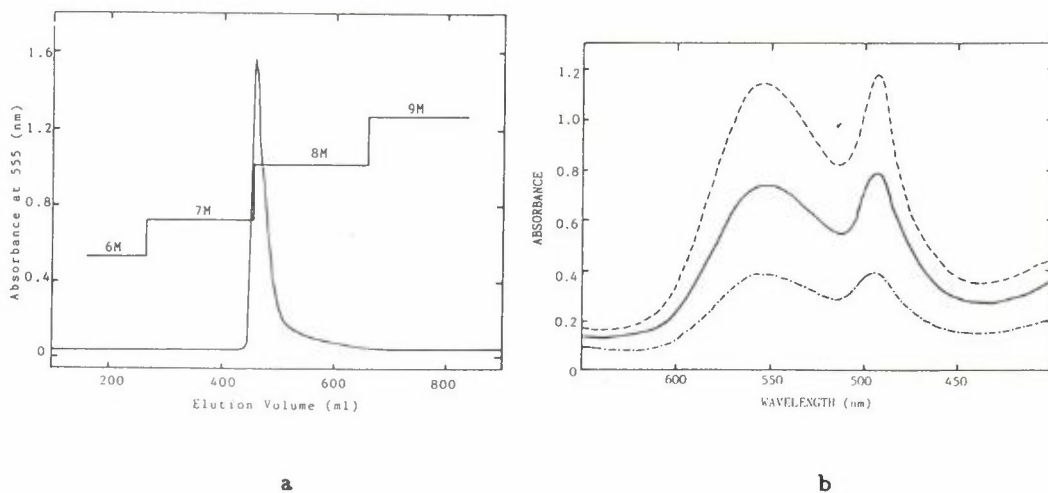 Absorbance at 555 (nm)
1.6
1.2
0.8
0.4
0
6M
7M
8M
9M
200
400
600
800
Elution Volume (ml)
a
ABSORBANCE
1.2
1.0
0.8
0.6
0.4
0.2
0
600
550
500
450
WAVELENGTH (nm)
b